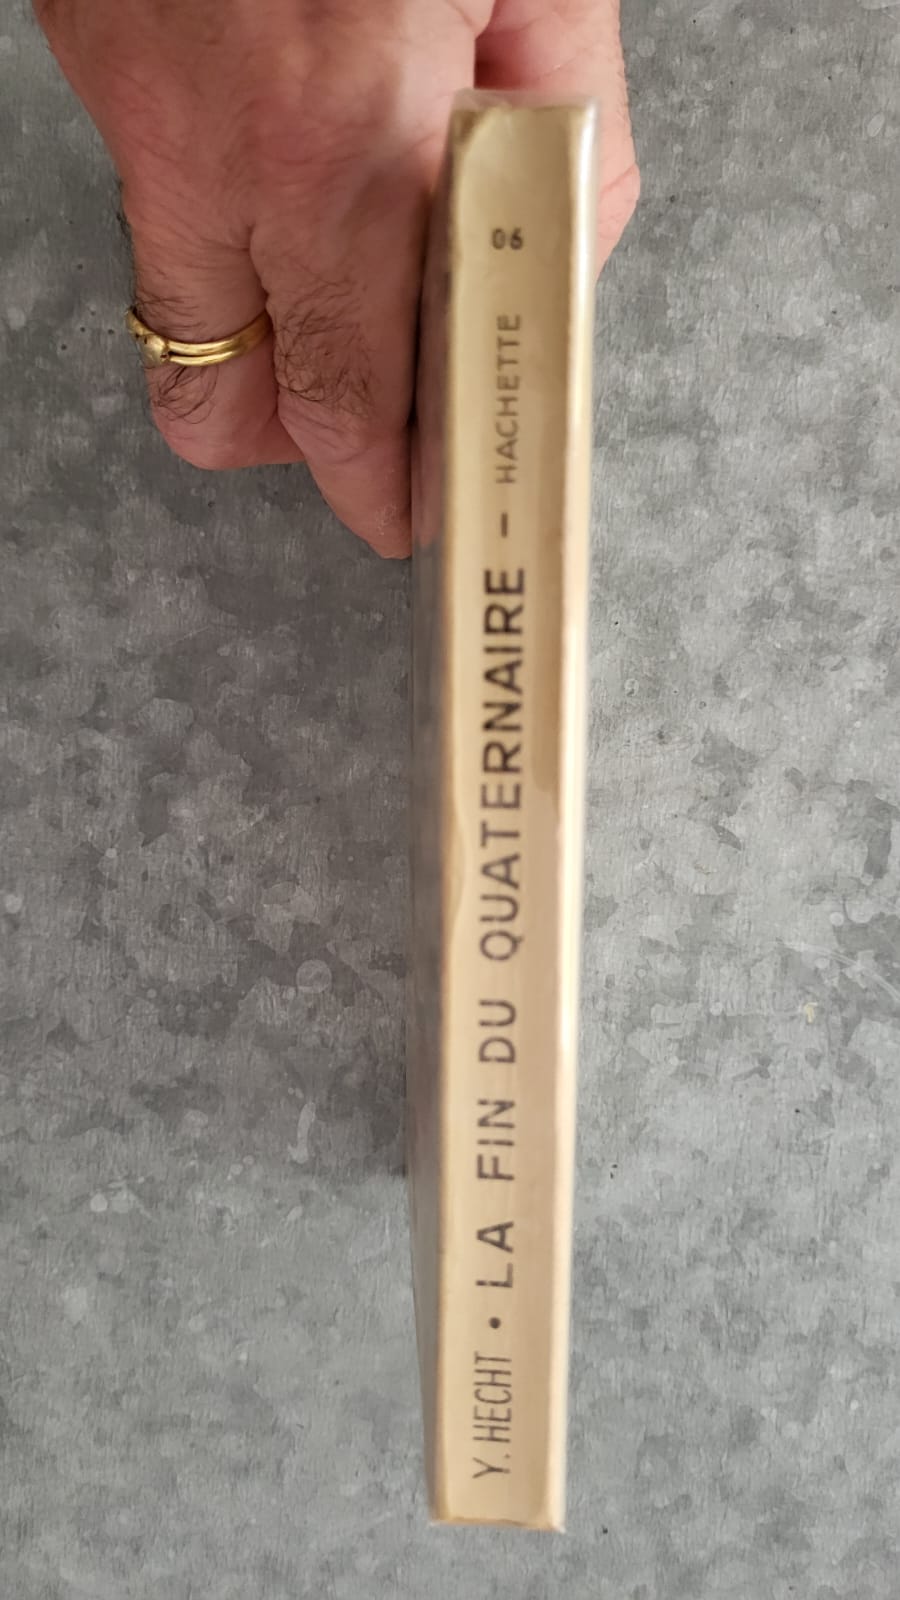 Y. HECHT • LA FIN DU QUATERNAIRE – HACHETTE
06